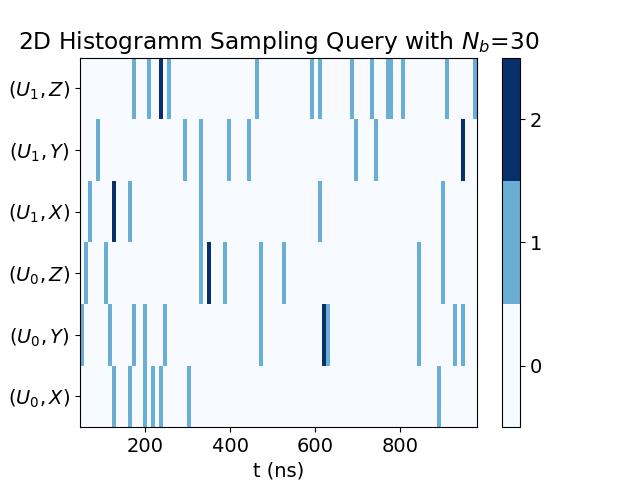 2D Histogramm Sampling Query with $N_b$=30
$(U_1, Z)$
$(U_1, Y)$
$(U_1, X)$
$(U_0, Z)$
$(U_0, Y)$
$(U_0, X)$
200 400 600 800
t (ns)
2
1
0